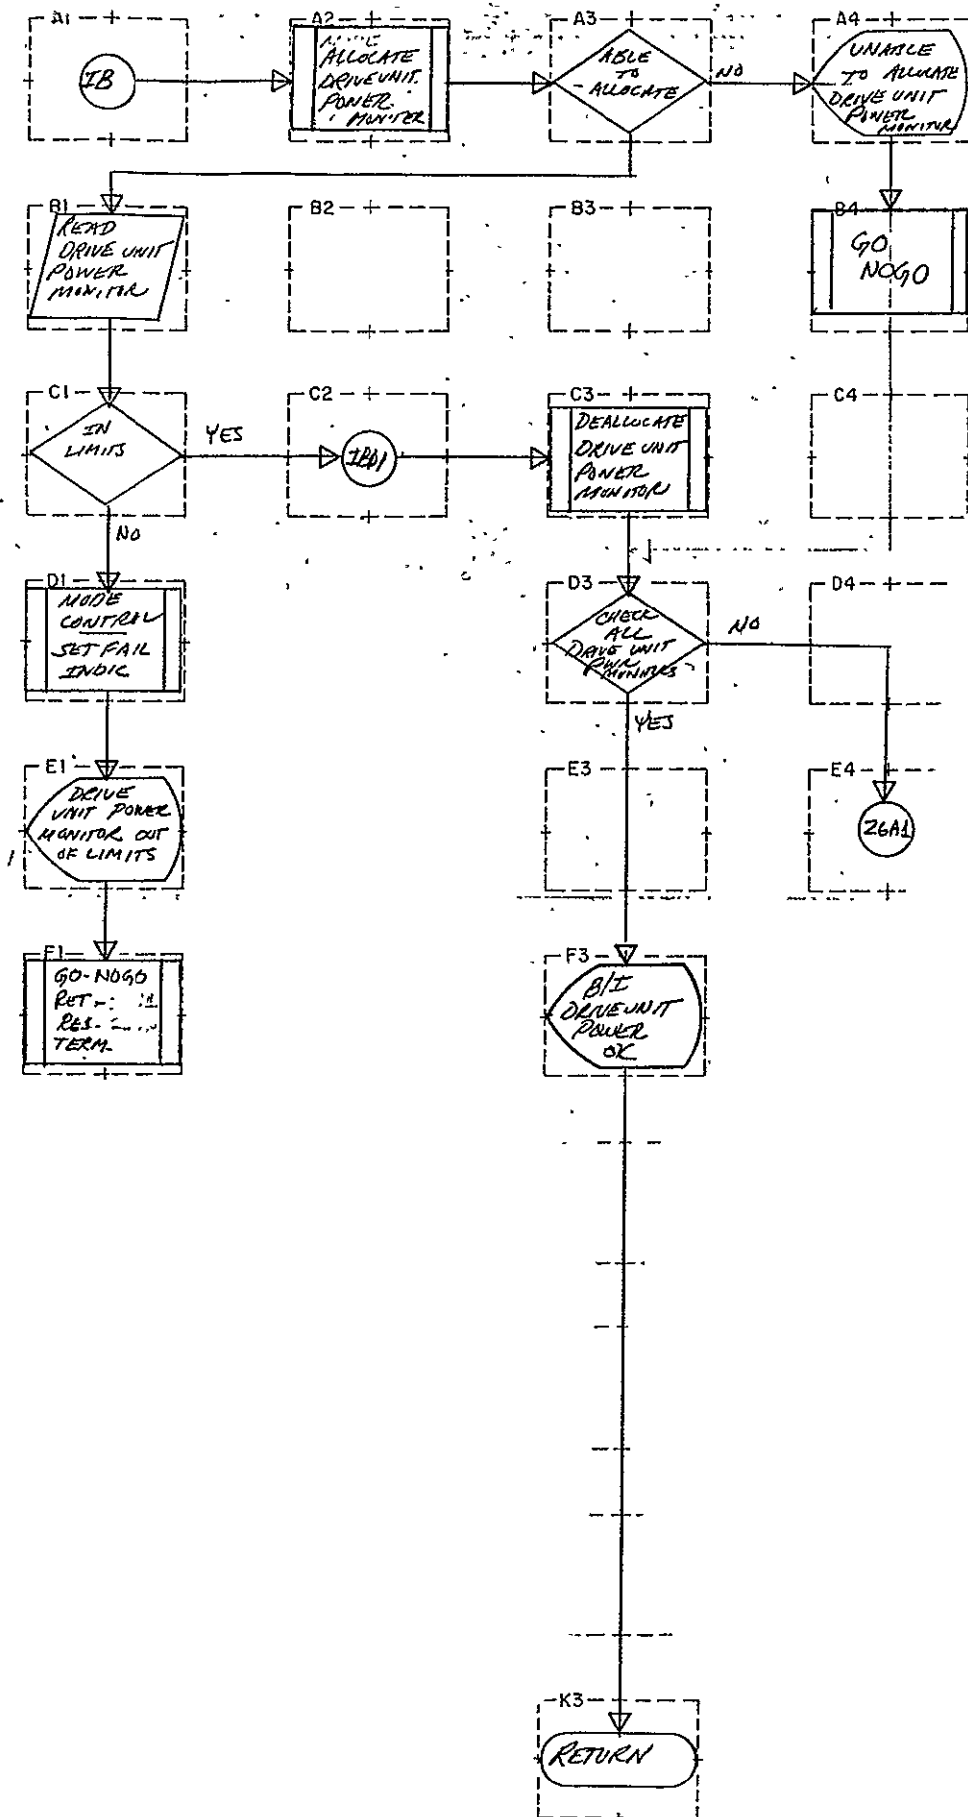 A1
A2
A3
A4
IB
ALLOCATE
DRIVE UNIT
POWER
MONITER
ABLE
TO
ALLOCATE
NO
UNABLE
TO ALLOCATE
DRIVE UNIT
POWER
MONITOR
B1
B2
B3
B4
READ
DRIVE UNIT
POWER
MONITOR
GO
NOGO
C1
C2
C3
C4
IN
LIMITS
YES
IBD1
DEALLOCATE
DRIVE UNIT
POWER
MONITOR
NO
D1
D3
D4
MODE
CONTROL
SET FAIL
INDIC
CHECK
ALL
DRIVE UNIT
PWR
MONITORS
NO
YES
E1
E3
E4
DRIVE
UNIT POWER
MONITOR OUT
OF LIMITS
26A1
F1
F3
GO-NOGO
RET
RES.
TERM.
B/I
DRIVE UNIT
POWER
OK
K3
RETURN